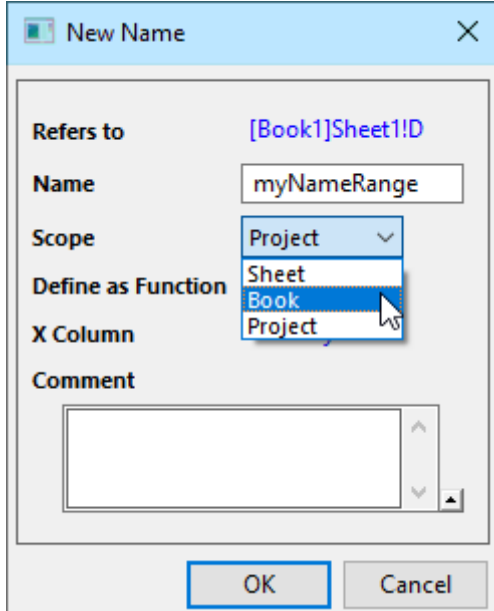 New Name
Refers to [Book1]Sheet1!D
Name myNameRange
Scope Project
Sheet
Define as Function
Book
X Column Project
Comment
OK Cancel